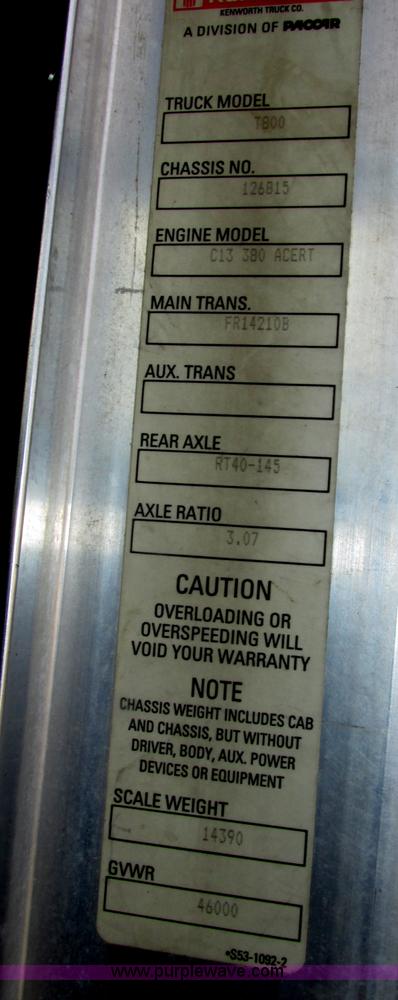 KENWORTH TRUCK CO.
A DIVISION OF PACCAR
TRUCK MODEL
T800
CHASSIS NO.
126815
ENGINE MODEL
C13 380 ACERT
MAIN TRANS.
FR14210B
AUX. TRANS
REAR AXLE
RT40-145
AXLE RATIO
3.07
CAUTION
OVERLOADING OR
OVERSPEEDING WILL
VOID YOUR WARRANTY
NOTE
CHASSIS WEIGHT INCLUDES CAB
AND CHASSIS, BUT WITHOUT
DRIVER, BODY, AUX. POWER
DEVICES OR EQUIPMENT
SCALE WEIGHT
14390
GVWR
46000
•S53-1092-2
www.purplewave.com